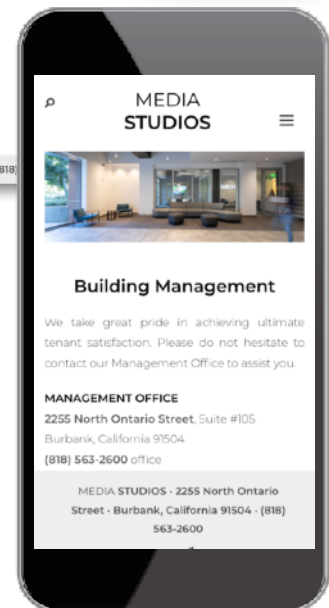 818)
MEDIA
STUDIOS
Building Management
We take great pride in achieving ultimate
tenant satisfaction. Please do not hesitate to
contact our Management Office to assist you.
MANAGEMENT OFFICE
2255 North Ontario Street, Suite #105
Burbank, California 91504
(818) 563-2600 office
MEDIA STUDIOS · 2255 North Ontario
Street · Burbank, California 91504 · (818)
563-2600